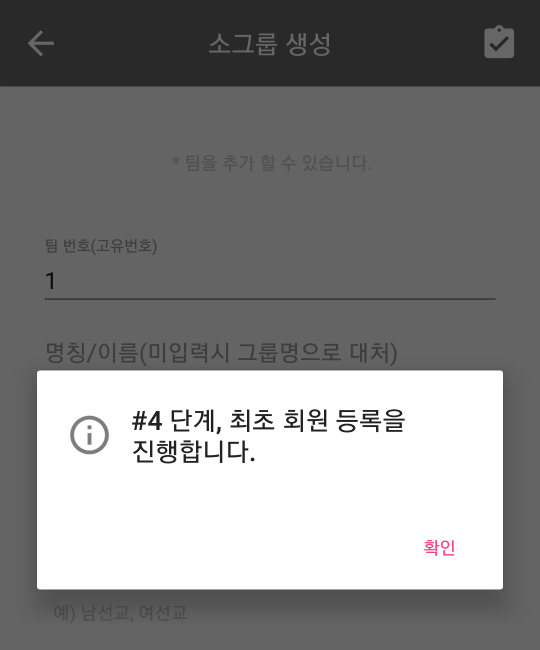 소그룹 생성
* 팀을 추가 할 수 있습니다.
팀 번호(고유번호)
1
명칭/이름(미입력시 그룹명으로 대처)
#4 단계, 최초 회원 등록을
진행합니다.
확인
예) 남선교, 여선교